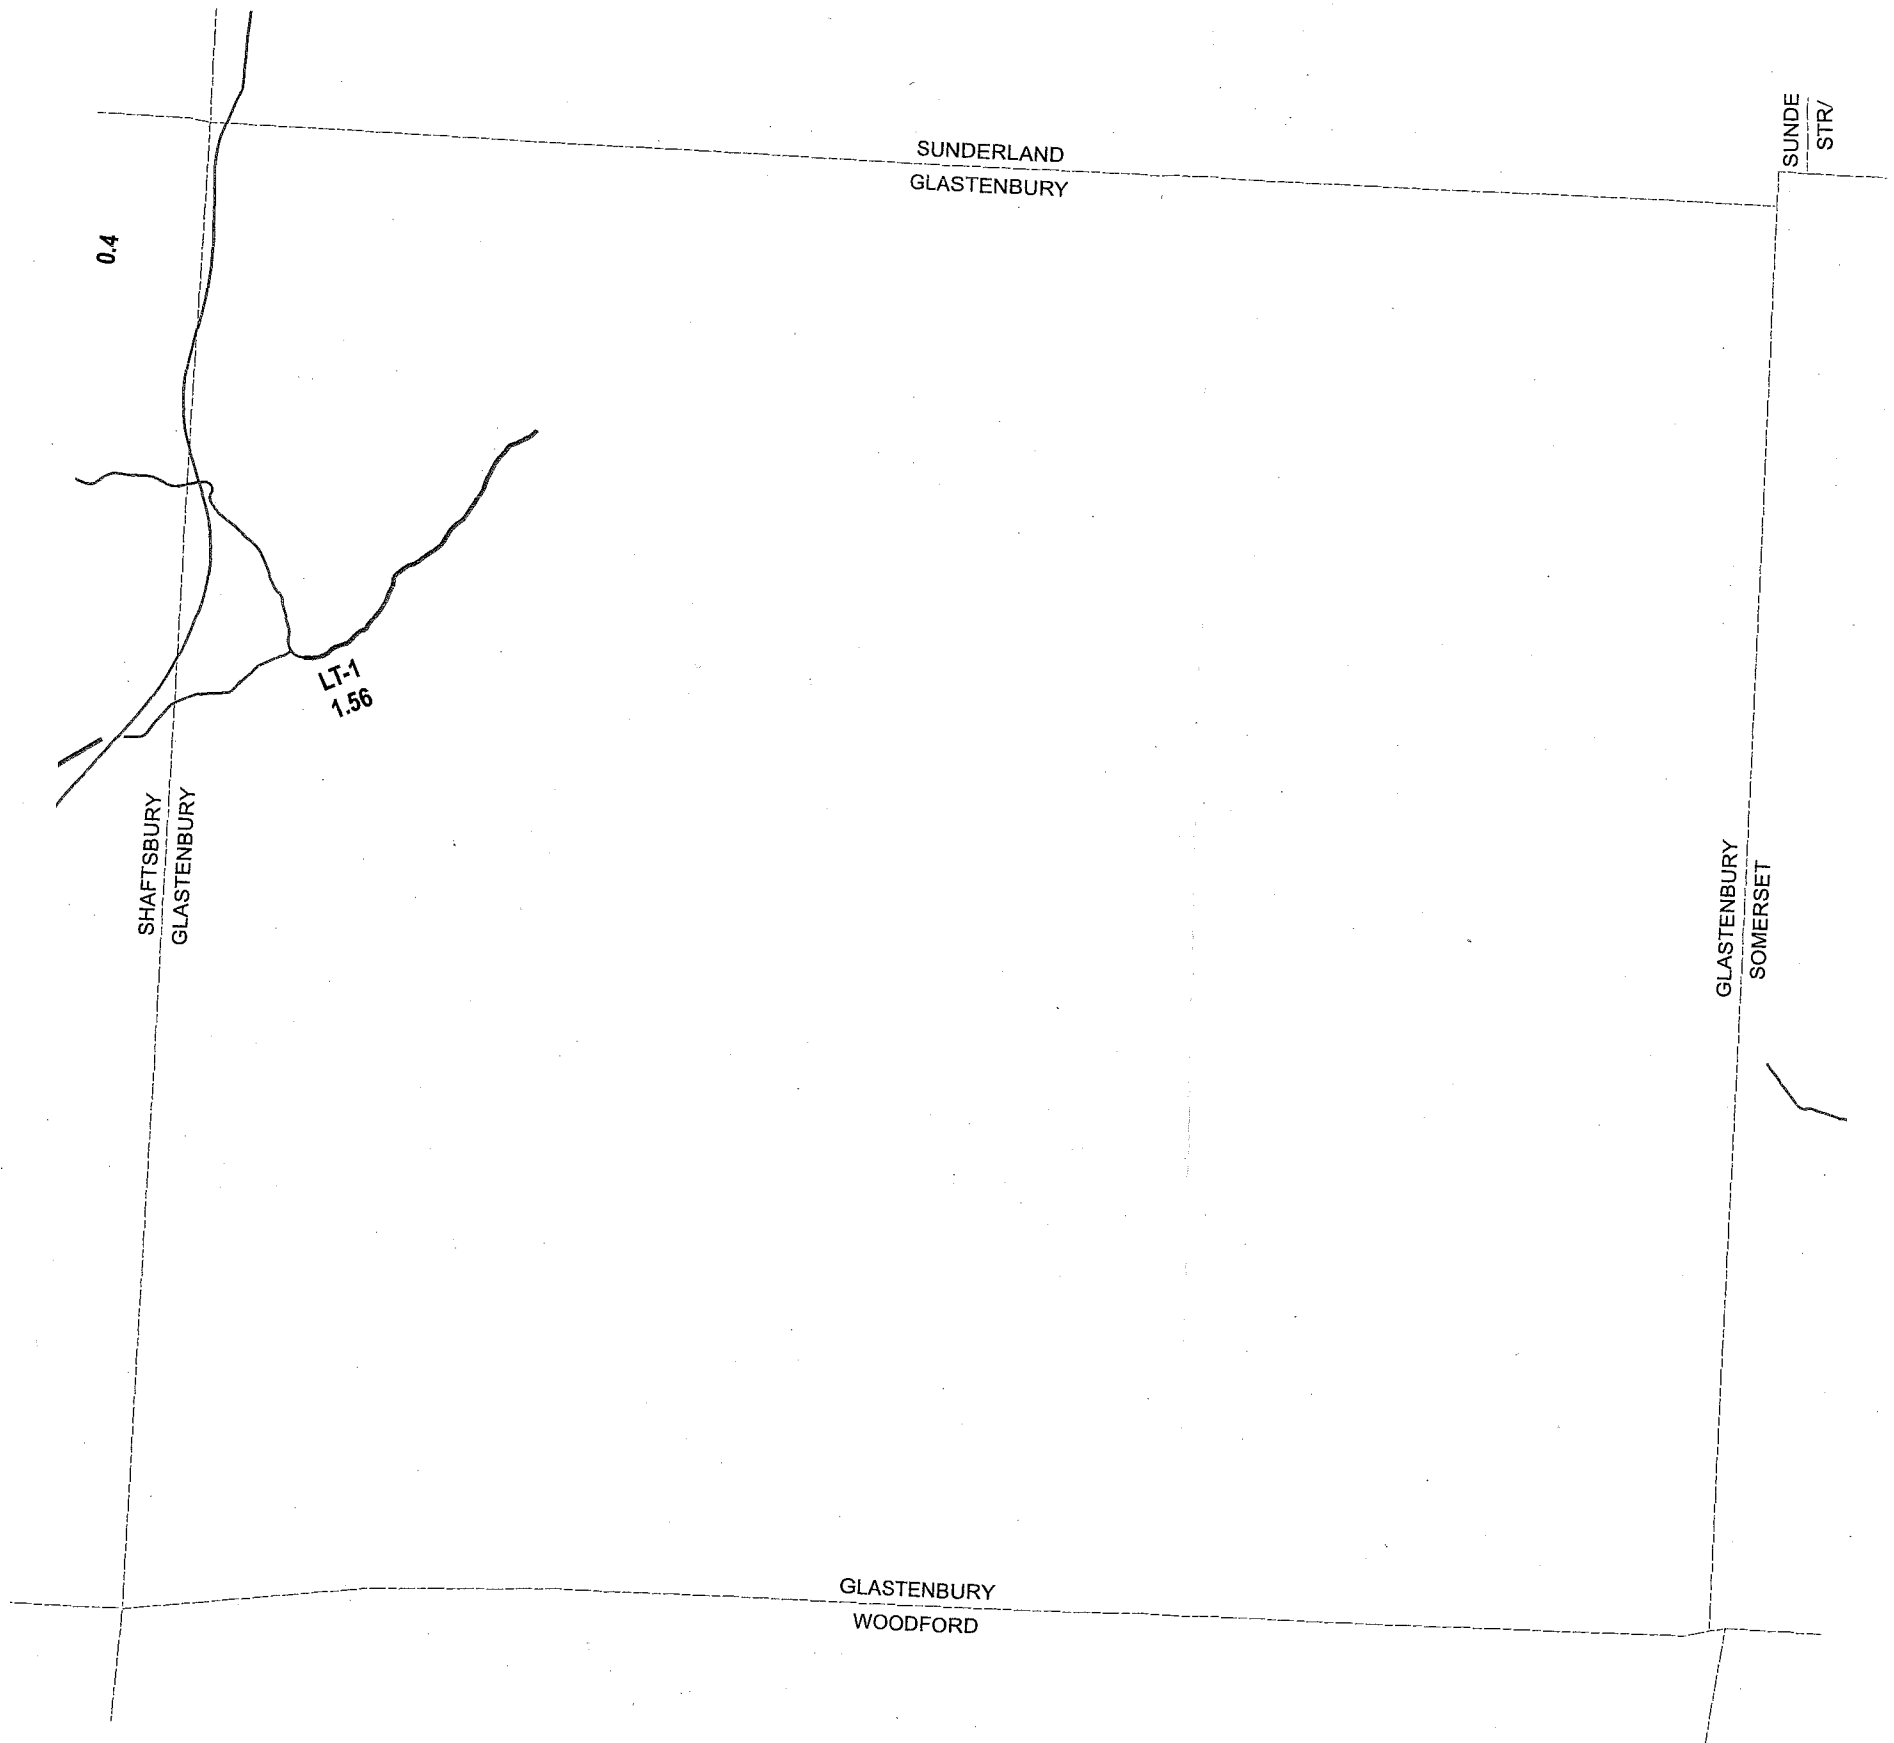 SUNDE
STR/
SUNDERLAND
GLASTENBURY
0.4
LT-1
1.56
SHAFTSBURY
GLASTENBURY
GLASTENBURY
SOMERSET
GLASTENBURY
WOODFORD